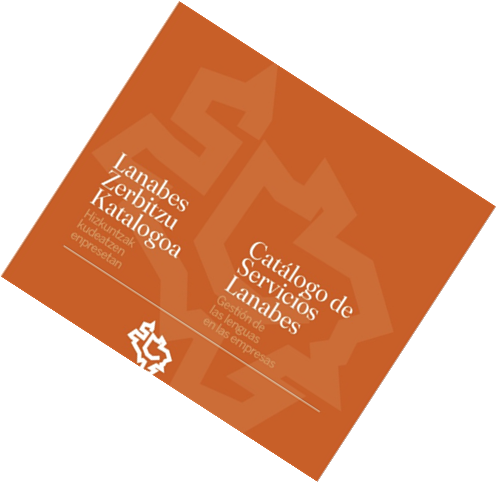 Lanabes
Zerbitzu
Katalogoa
Hizkuntzak
kudeatzen
enpresetan
Catálogo de
Servicios
Lanabes
Gestión de
las lenguas
en las empresas